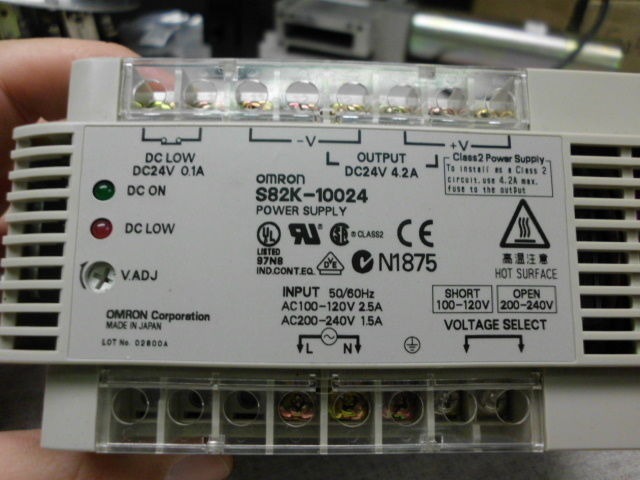 DC LOW
DC24V 0.1A
-V
+V
OUTPUT
DC24V 4.2A
Class2 Power Supply
To install as a Class 2
circuit, use 4.2A max.
fuse to the output
DC ON
DC LOW
V.ADJ
OMRON Corporation
MADE IN JAPAN
LOT No. 02800A
omron
S82K-10024
POWER SUPPLY
UL
LISTED
97N8
IND.CONT.EQ.
CLASS2
CE
N1875
高温注意
HOT SURFACE
INPUT 50/60Hz
AC100-120V 2.5A
AC200-240V 1.5A
L N
SHORT
100-120V
OPEN
200-240V
VOLTAGE SELECT